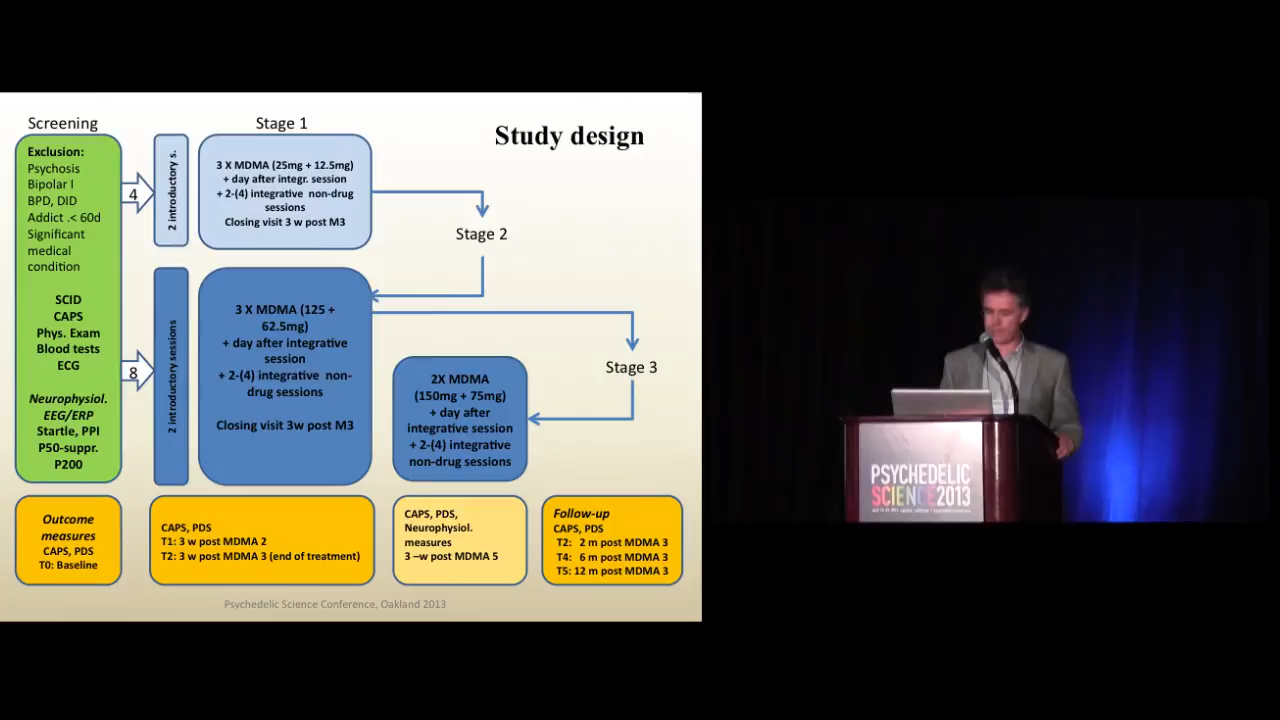 Study design
Screening
Exclusion:
Psychosis
Bipolar I
BPD, DID
Addict .< 60d
Significant
medical
condition
SCID
CAPS
Phys. Exam
Blood tests
ECG
Neurophysiol.
EEG/ERP
Startle, PPI
P50-suppr.
P200
4
8
2 introductory s.
2 introductory sessions
Stage 1
3 X MDMA (25mg + 12.5mg)
+ day after integr. session
+ 2-(4) integrative non-drug
sessions
Closing visit 3 w post M3
3 X MDMA (125 +
62.5mg)
+ day after integrative
session
+ 2-(4) integrative non-
drug sessions
Closing visit 3w post M3
Stage 2
Stage 3
2X MDMA
(150mg + 75mg)
+ day after
integrative session
+ 2-(4) integrative
non-drug sessions
Outcome
measures
CAPS, PDS
T0: Baseline
CAPS, PDS
T1: 3 w post MDMA 2
T2: 3 w post MDMA 3 (end of treatment)
CAPS, PDS,
Neurophysiol.
measures
3 –w post MDMA 5
Follow-up
CAPS, PDS
T2: 2 m post MDMA 3
T4: 6 m post MDMA 3
T5: 12 m post MDMA 3
Psychedelic Science Conference, Oakland 2013
PSYCHEDELIC
SCIENCE2013